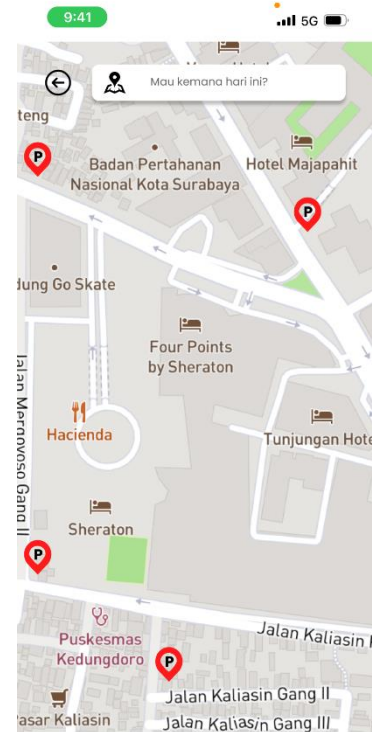 9:41
5G
Mau kemana hari ini?
teng
P
Badan Pertahanan
Nasional Kota Surabaya
Hotel Majapahit
P
dung Go Skate
Four Points
by Sheraton
Hacienda
Tunjungan Hote
Jalan Margoyoso Gang II
Sheraton
P
Jalan Kaliasin
Puskesmas
Kedungdoro
P
Jalan Kaliasin Gang II
Pasar Kaliasin
Jalan Kaliasin Gang III